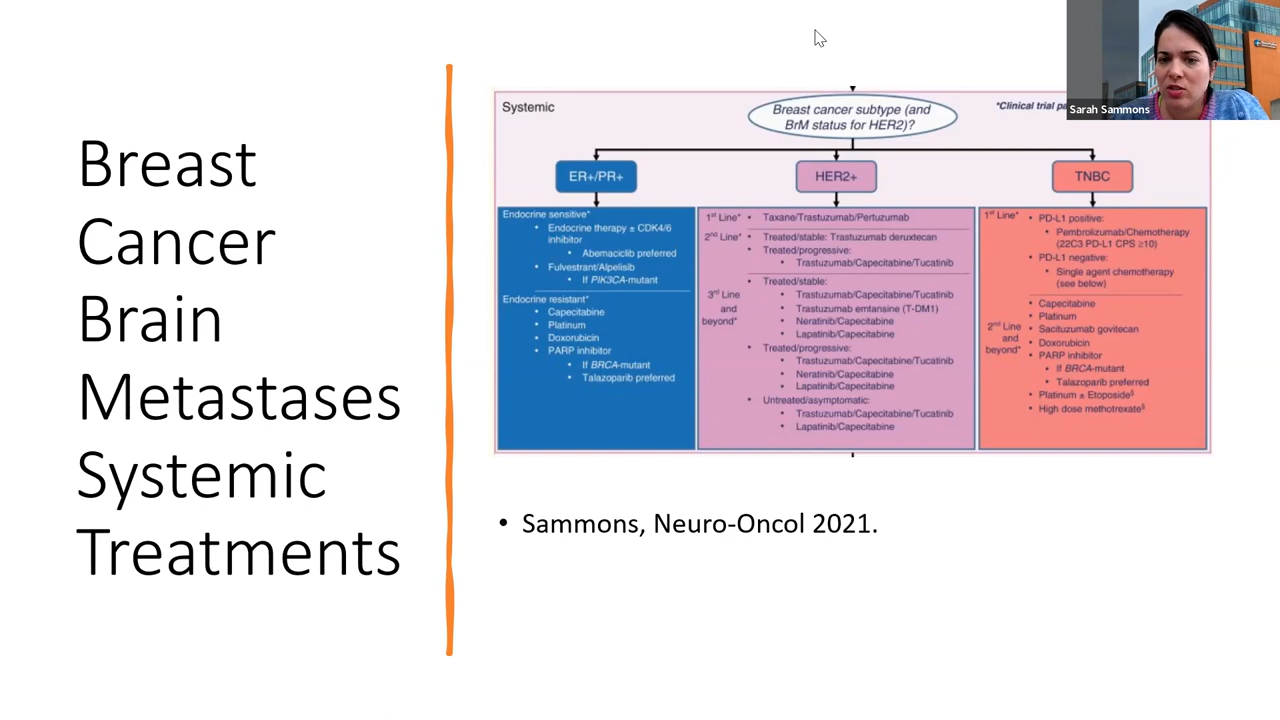 Breast
Cancer
Brain
Metastases
Systemic
Treatments
Systemic
Breast cancer subtype (and
BrM status for HER2)?
*Clinical trial
Sarah Sammons
ER+/PR+
HER2+
TNBC
Endocrine sensitive*
• Endocrine therapy ± CDK4/6
inhibitor
• Abemaciclib preferred
• Fulvestrant/Alpelisib
• If PIK3CA-mutant
Endocrine resistant*
• Capecitabine
• Platinum
• Doxorubicin
• PARP inhibitor
• If BRCA-mutant
• Talazoparib preferred
1st Line* • Taxane/Trastuzumab/Pertuzumab
2nd Line* • Treated/stable: Trastuzumab deruxtecan
• Treated/progressive:
• Trastuzumab/Capecitabine/Tucatinib
3rd Line
and
beyond*
• Treated/stable:
• Trastuzumab/Capecitabine/Tucatinib
• Trastuzumab emtansine (T-DM1)
• Neratinib/Capecitabine
• Lapatinib/Capecitabine
• Treated/progressive:
• Trastuzumab/Capecitabine/Tucatinib
• Neratinib/Capecitabine
• Lapatinib/Capecitabine
• Untreated/asymptomatic:
• Trastuzumab/Capecitabine/Tucatinib
• Lapatinib/Capecitabine
1st Line* • PD-L1 positive:
• Pembrolizumab/Chemotherapy
(22C3 PD-L1 CPS ≥10)
• PD-L1 negative:
• Single agent chemotherapy
(see below)
2nd Line
and
beyond*
• Capecitabine
• Platinum
• Sacituzumab govitecan
• Doxorubicin
• PARP inhibitor
• If BRCA-mutant
• Talazoparib preferred
• Platinum ± Etoposide§
• High dose methotrexate§
• Sammons, Neuro-Oncol 2021.